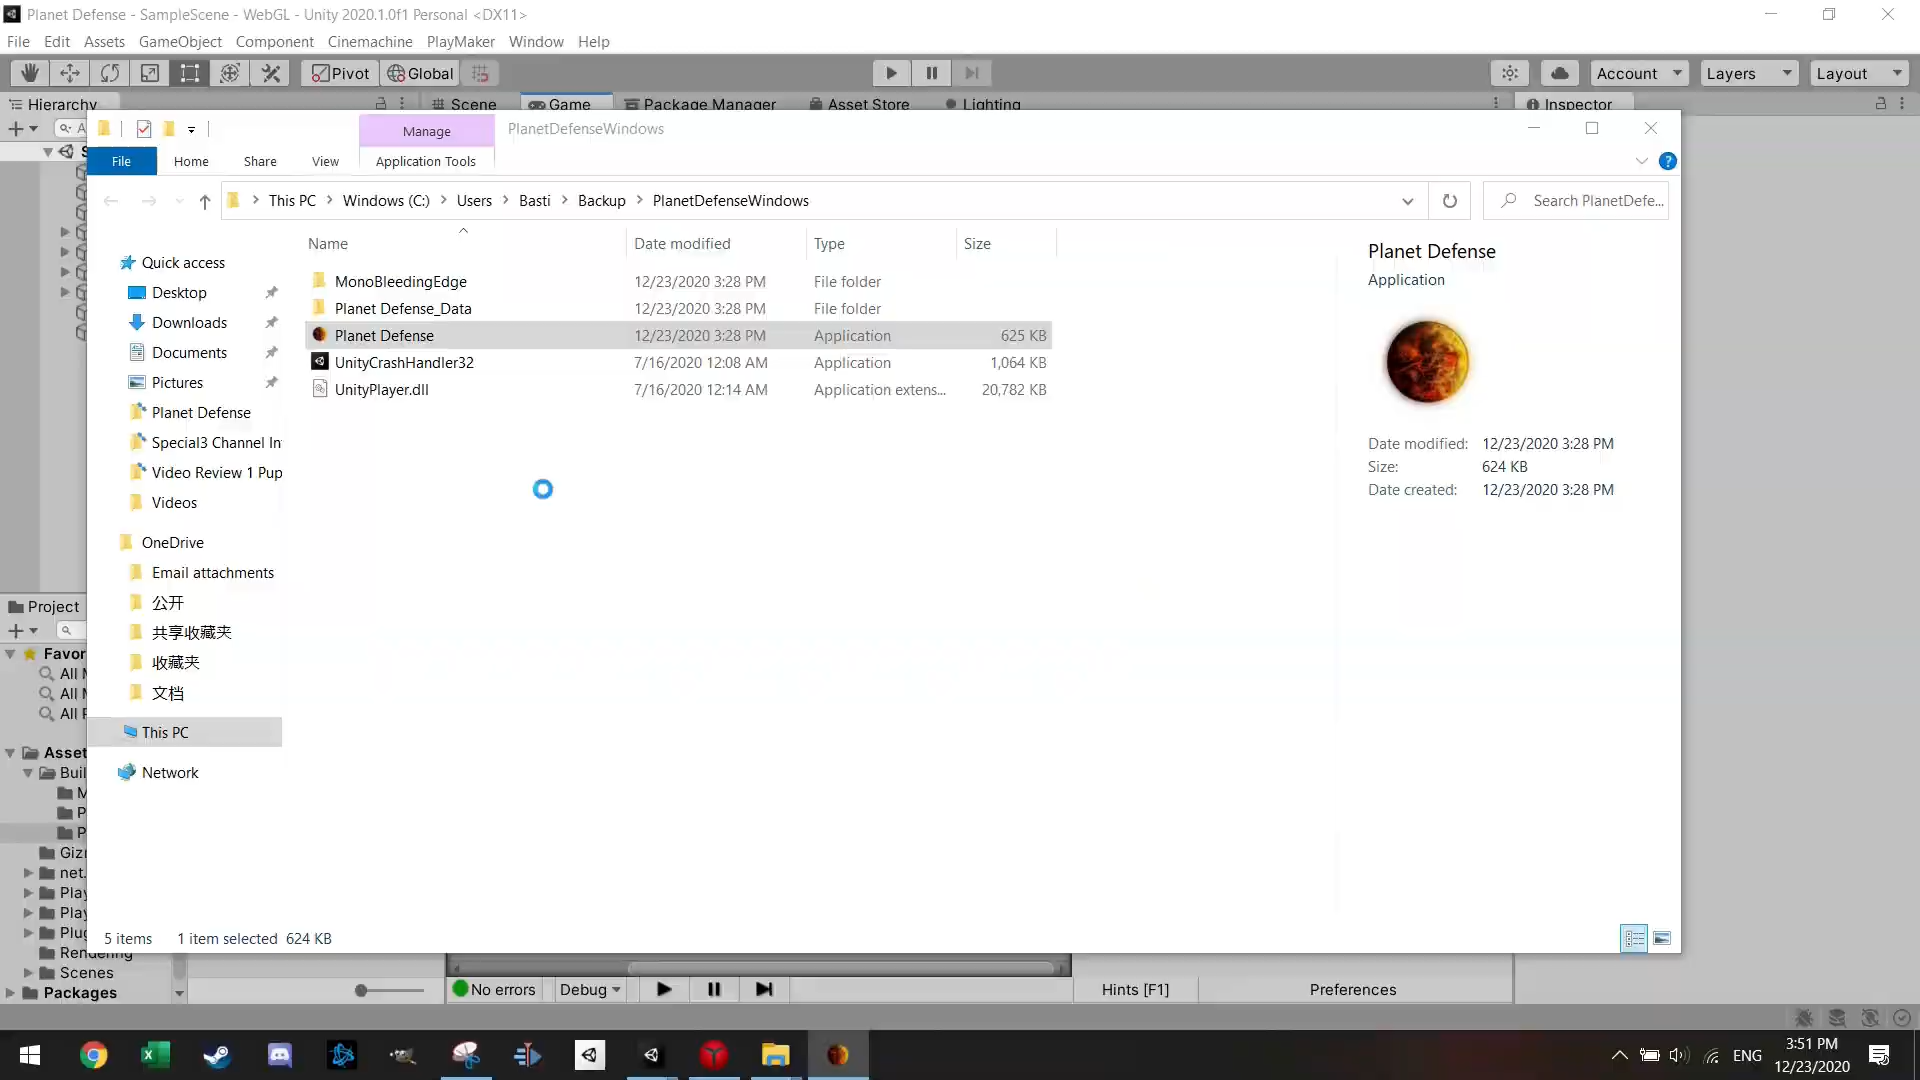 Planet Defense - SampleScene - WebGL - Unity 2020.1.0f1 Personal <DX11>
File Edit Assets GameObject Component Cinemachine PlayMaker Window Help
Pivot Global Account Layers Layout
Hierarchy Scene Game Package Manager Asset Store Lighting Inspector
Manage PlanetDefenseWindows
File Home Share View Application Tools
This PC Windows (C:) Users Basti Backup PlanetDefenseWindows Search PlanetDefe...
Name Date modified Type Size
MonoBleedingEdge 12/23/2020 3:28 PM File folder
Planet Defense_Data 12/23/2020 3:28 PM File folder
Planet Defense 12/23/2020 3:28 PM Application 625 KB
UnityCrashHandler32 7/16/2020 12:08 AM Application 1,064 KB
UnityPlayer.dll 7/16/2020 12:14 AM Application extens... 20,782 KB
Quick access
Desktop
Downloads
Documents
Pictures
Planet Defense
Special3 Channel In
Video Review 1 Pup
Videos
OneDrive
Email attachments
公开
共享收藏夹
收藏夹
文档
This PC
Network
Planet Defense
Application
Date modified: 12/23/2020 3:28 PM
Size: 624 KB
Date created: 12/23/2020 3:28 PM
5 items 1 item selected 624 KB
Project
Favor
All M
All M
All P
Asset
Buil
M
P
P
Giz
net.
Play
Play
Plug
Rendering
Scenes
Packages
No errors Debug Hints [F1] Preferences
ENG
3:51 PM
12/23/2020